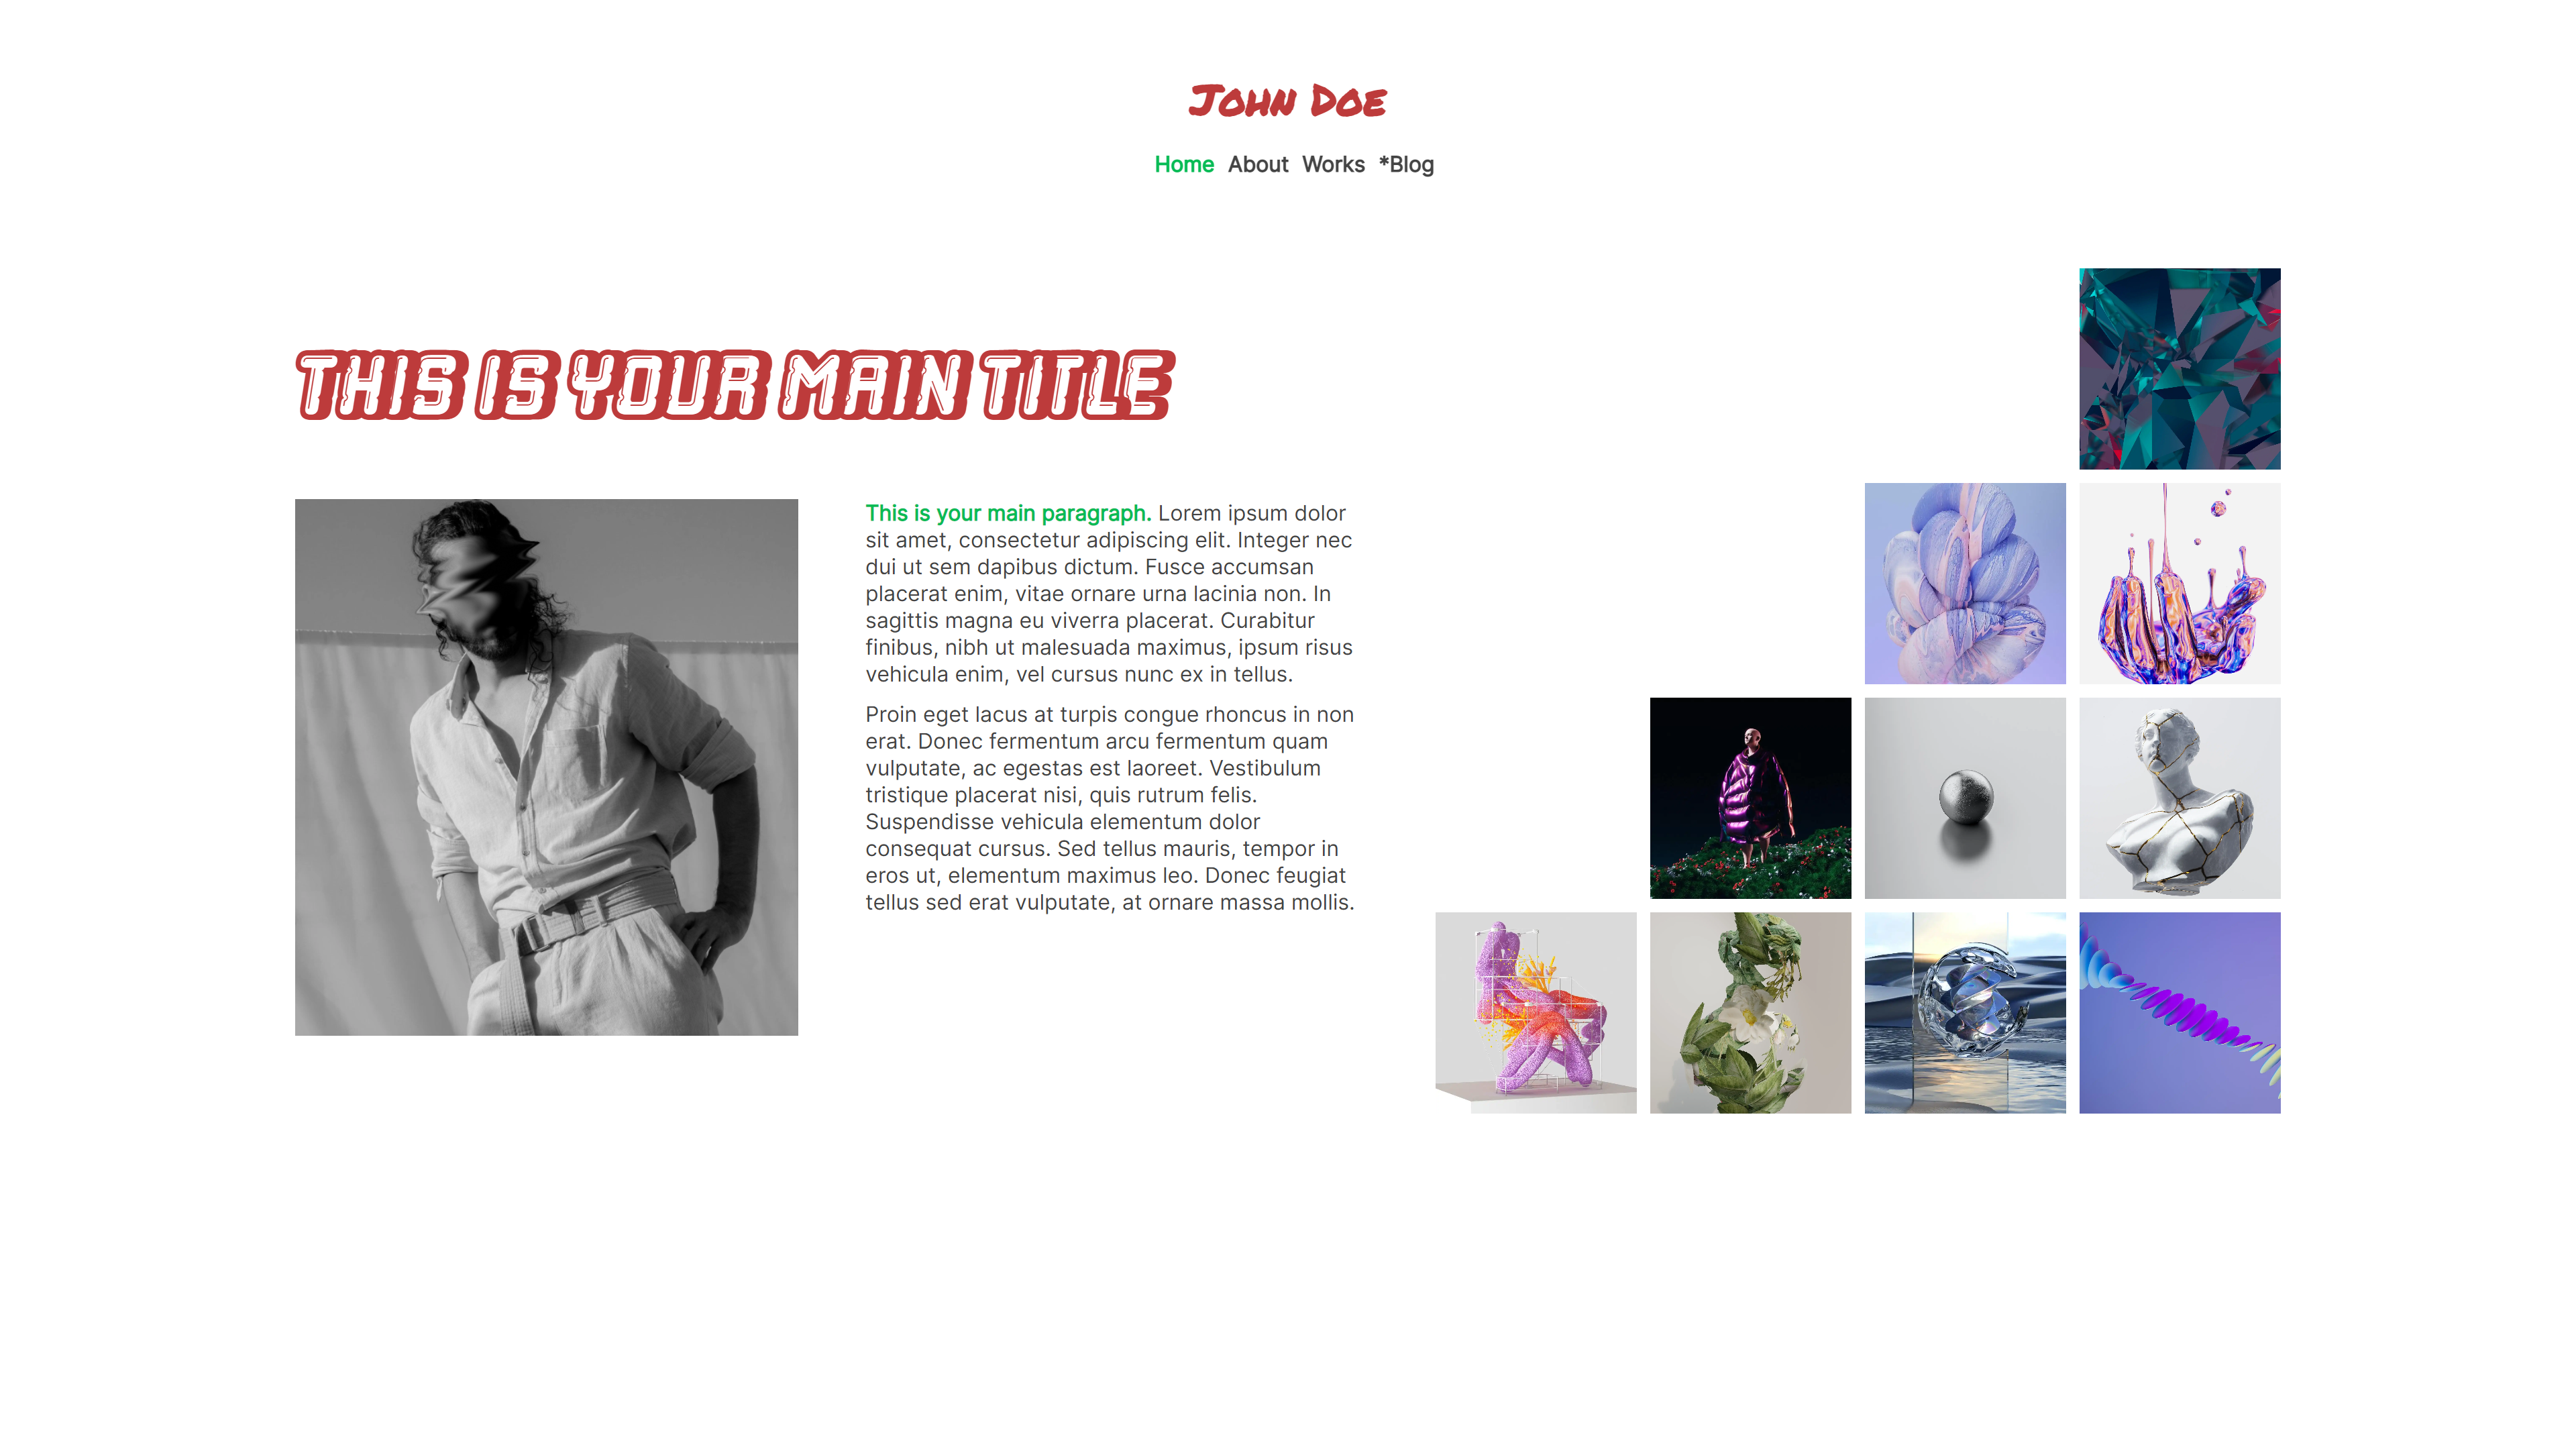 John Doe
Home About Works *Blog
THIS IS YOUR MAIN TITLE
This is your main paragraph. Lorem ipsum dolor
sit amet, consectetur adipiscing elit. Integer nec
dui ut sem dapibus dictum. Fusce accumsan
placerat enim, vitae ornare urna lacinia non. In
sagittis magna eu viverra placerat. Curabitur
finibus, nibh ut malesuada maximus, ipsum risus
vehicula enim, vel cursus nunc ex in tellus.
Proin eget lacus at turpis congue rhoncus in non
erat. Donec fermentum arcu fermentum quam
vulputate, ac egestas est laoreet. Vestibulum
tristique placerat nisi, quis rutrum felis.
Suspendisse vehicula elementum dolor
consequat cursus. Sed tellus mauris, tempor in
eros ut, elementum maximus leo. Donec feugiat
tellus sed erat vulputate, at ornare massa mollis.